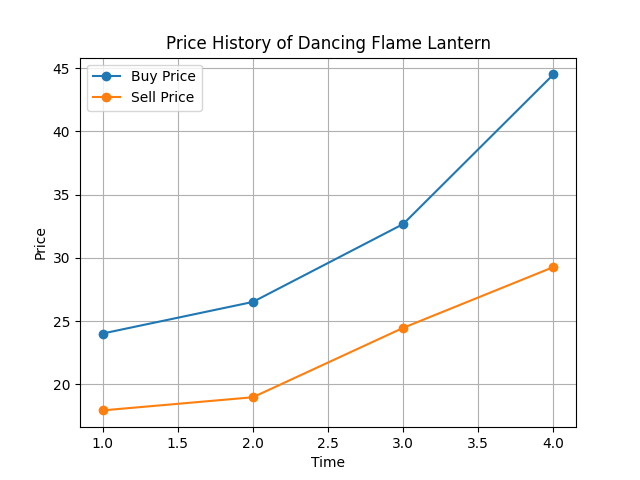 Price History of Dancing Flame Lantern
Buy Price
Sell Price
45
40
35
30
25
20
Price
1.0 1.5 2.0 2.5 3.0 3.5 4.0
Time